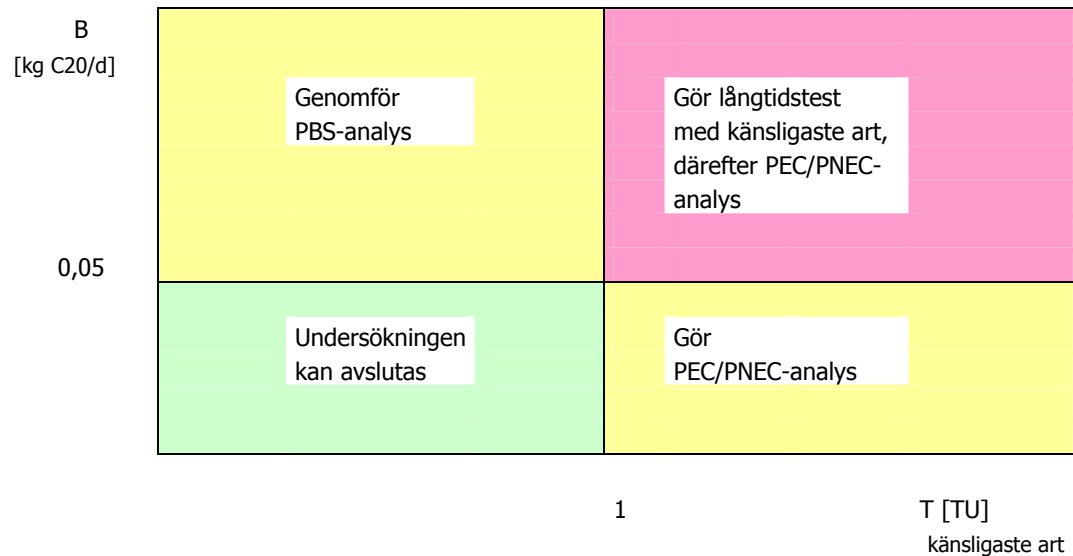 B
[kg C20/d]
Genomför
PBS-analys
Gör långtidstest
med känsligaste art,
därefter PEC/PNEC-
analys
0,05
Undersökningen
kan avslutas
Gör
PEC/PNEC-analys
1
T [TU]
känsligaste art